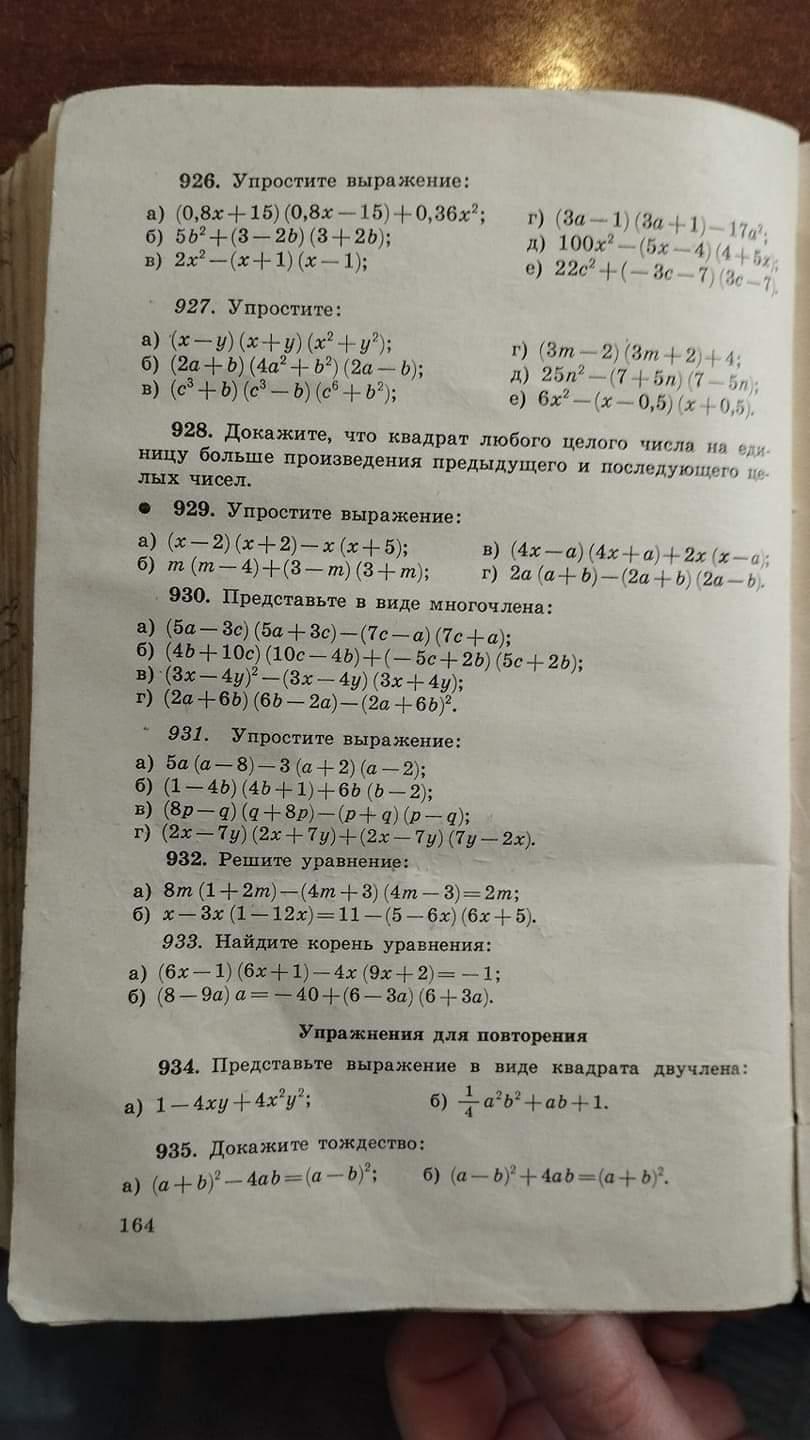 926. Упростите выражение:
а) (0,8x+15) (0,8x−15)+0,36x²; г) (3a−1) (3a+1)−17a²;
б) 5b²+(3−2b) (3+2b); д) 100x²−(5x−4) (4+5x);
в) 2x²−(x+1) (x−1); е) 22c²+(−3c−7) (3c−7).
927. Упростите:
а) (x−y) (x+y) (x²+y²); г) (3m−2) (3m+2)+4;
б) (2a+b) (4a²+b²) (2a−b); д) 25n²−(7+5n) (7−5n);
в) (c³+b) (c³−b) (c⁶+b²); е) 6x²−(x−0,5) (x+0,5).
928. Докажите, что квадрат любого целого числа на еди-
ницу больше произведения предыдущего и последующего це-
лых чисел.
● 929. Упростите выражение:
а) (x−2) (x+2)−x (x+5); в) (4x−a) (4x+a)+2x (x−a);
б) m (m−4)+(3−m) (3+m); г) 2a (a+b)−(2a+b) (2a−b).
930. Представьте в виде многочлена:
а) (5a−3c) (5a+3c)−(7c−a) (7c+a);
б) (4b+10c) (10c−4b)+(−5c+2b) (5c+2b);
в) (3x−4y)²−(3x−4y) (3x+4y);
г) (2a+6b) (6b−2a)−(2a+6b)².
931. Упростите выражение:
а) 5a (a−8)−3 (a+2) (a−2);
б) (1−4b) (4b+1)+6b (b−2);
в) (8p−q) (q+8p)−(p+q) (p−q);
г) (2x−7y) (2x+7y)+(2x−7y) (7y−2x).
932. Решите уравнение:
а) 8m (1+2m)−(4m+3) (4m−3)=2m;
б) x−3x (1−12x)=11−(5−6x) (6x+5).
933. Найдите корень уравнения:
а) (6x−1) (6x+1)−4x (9x+2)=−1;
б) (8−9a) a=−40+(6−3a) (6+3a).
Упражнения для повторения
934. Представьте выражение в виде квадрата двучлена:
а) 1−4xy+4x²y²; б) 1/4 a²b²+ab+1.
935. Докажите тождество:
а) (a+b)²−4ab=(a−b)²; б) (a−b)²+4ab=(a+b)².
164